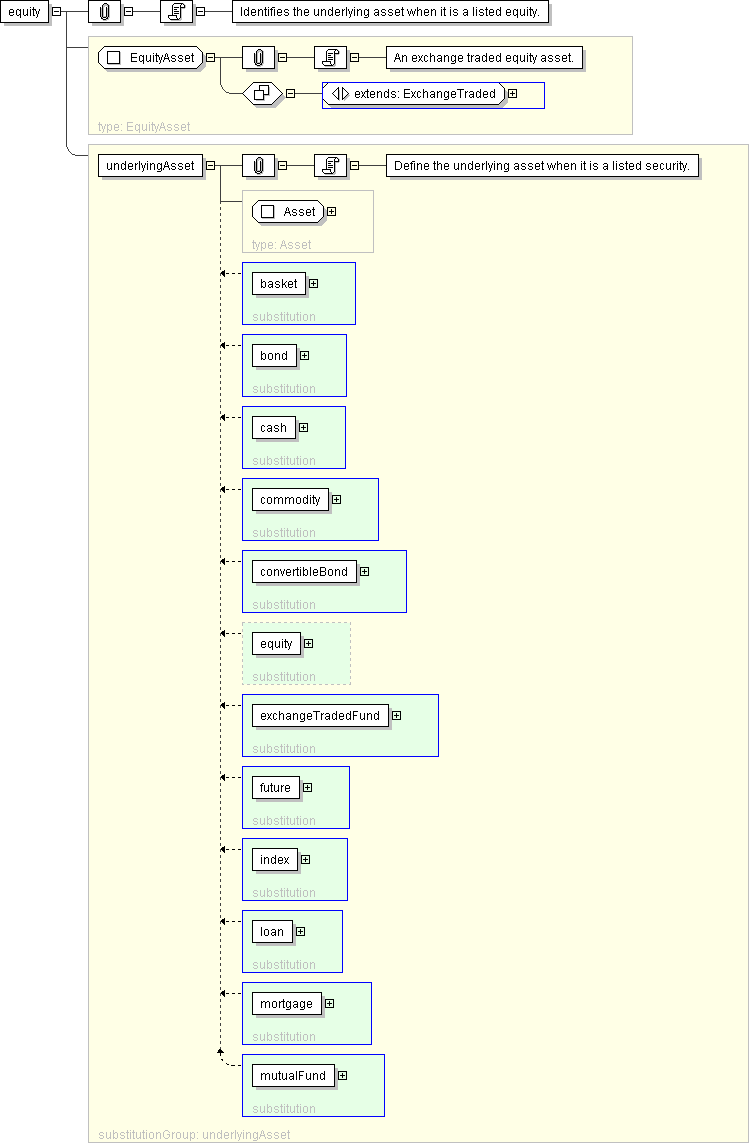 equity Identifies the underlying asset when it is a listed equity.
EquityAsset An exchange traded equity asset.
extends: ExchangeTraded
type: EquityAsset
underlyingAsset Define the underlying asset when it is a listed security.
Asset
type: Asset
basket
substitution
bond
substitution
cash
substitution
commodity
substitution
convertibleBond
substitution
equity
substitution
exchangeTradedFund
substitution
future
substitution
index
substitution
loan
substitution
mortgage
substitution
mutualFund
substitution
substitutionGroup: underlyingAsset